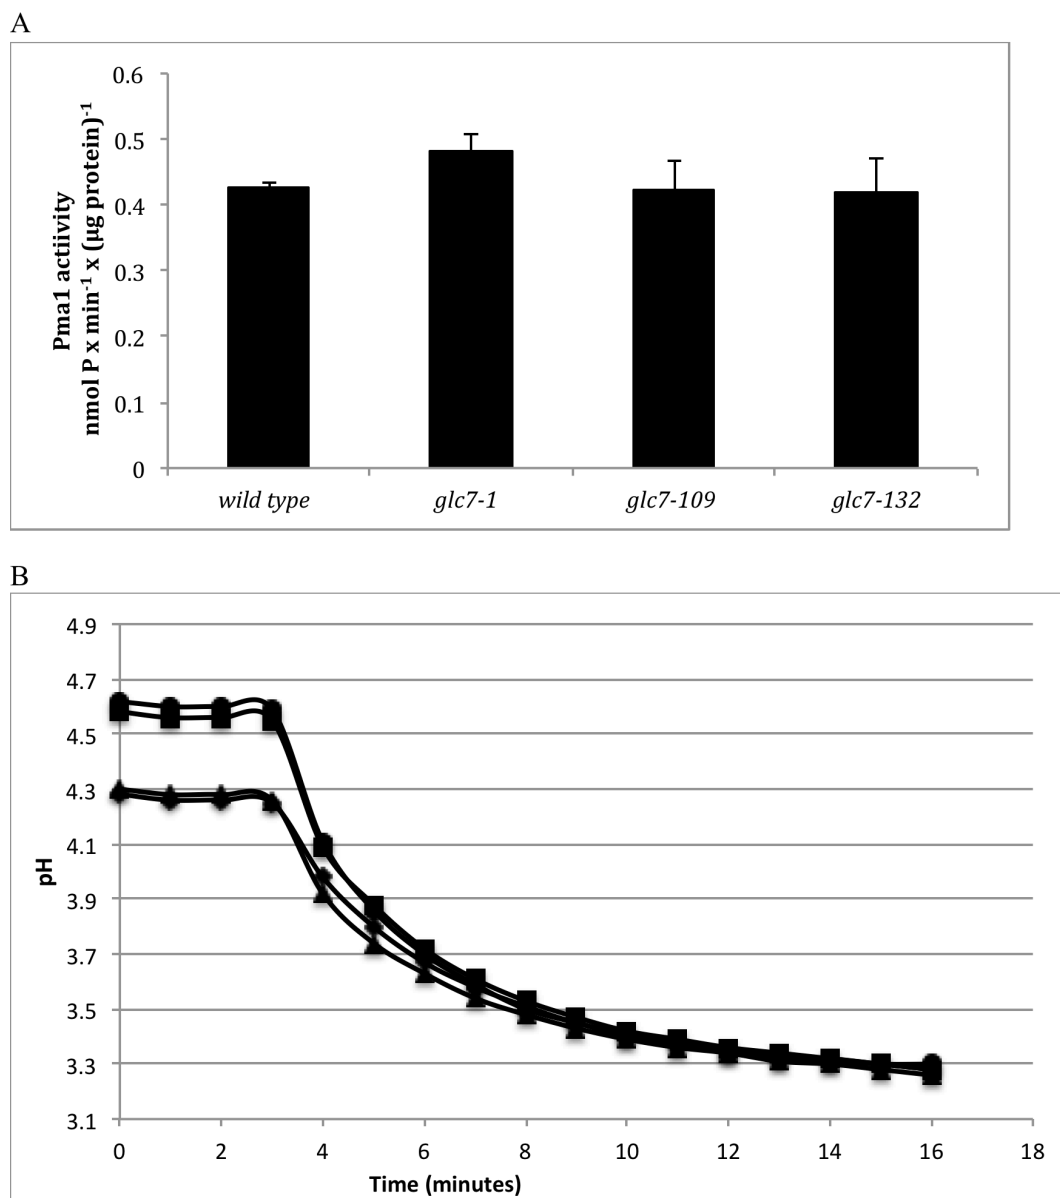 A
0.6
0.5
0.4
0.3
0.2
0.1
0
Pma1 actiivity
nmol P x min⁻¹ x (µg protein)⁻¹
wild type glc7-1 glc7-109 glc7-132
B
4.9
4.7
4.5
4.3
4.1
3.9
3.7
3.5
3.3
3.1
pH
0 2 4 6 8 10 12 14 16 18
Time (minutes)